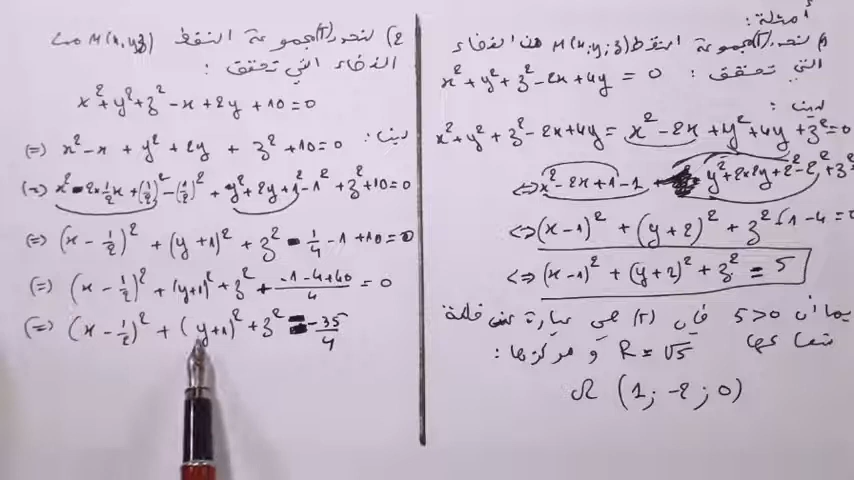 أمثلة:
1) لنحدد (Γ) مجموعة النقط M(x;y;z) من الفضاء
التي تحقق: x²+y²+z²-2x+4y=0
لدينا:
x²+y²+z²-2x+4y = x²-2x+y²+4y+z²=0
⇔ x²-2x+1-1 + y²+2×2y+2²-2²+z²
⇔ (x-1)² + (y+2)² + z² -1-4=0
⇔ (x-1)² + (y+2)² + z² = 5
بما أن 5>0 فإن (Γ) هي عبارة عن فلكة
شعاعها R=√5 و مركزها:
Ω (1; -2; 0)
2) لنحدد (Γ) مجموعة النقط M(x,y,z) من
الفضاء التي تحقق:
x²+y²+z²-x+2y+10=0
لدينا:
(=) x²-x + y²+2y + z²+10=0
(=) x²-2×½x+(½)²-(½)² + y²+2y+1²-1²+z²+10=0
(=) (x-½)² + (y+1)² + z² - ¼ -1+10=0
(=) (x-½)² + (y+1)² + z² + (-1-4+40)/4 = 0
(=) (x-½)² + (y+1)² + z² = -35/4